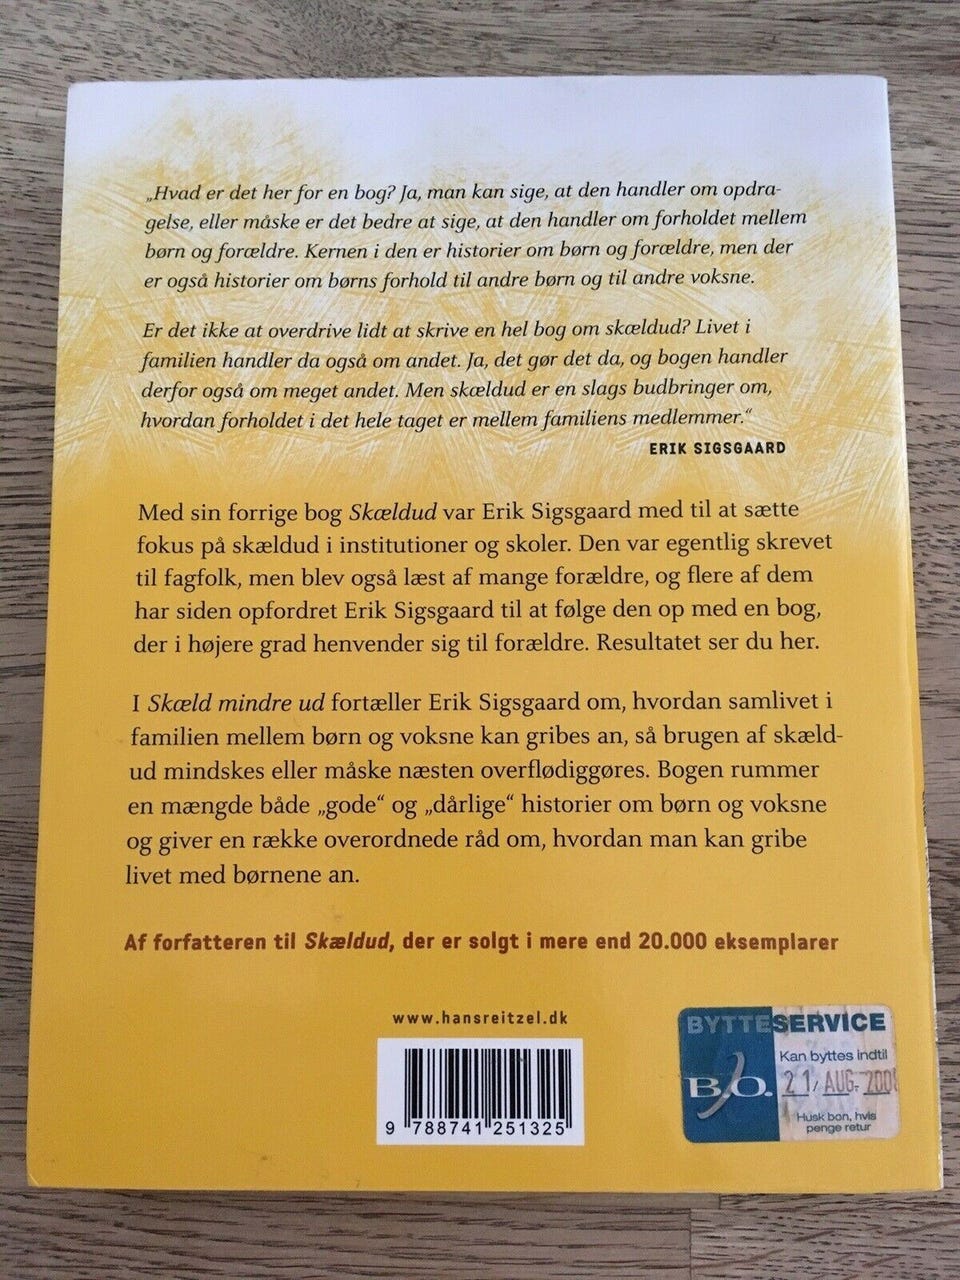 „Hvad er det her for en bog? Ja, man kan sige, at den handler om opdra-
gelse, eller måske er det bedre at sige, at den handler om forholdet mellem
børn og forældre. Kernen i den er historier om børn og forældre, men der
er også historier om børns forhold til andre børn og til andre voksne.
Er det ikke at overdrive lidt at skrive en hel bog om skældud? Livet i
familien handler da også om andet. Ja, det gør det da, og bogen handler
derfor også om meget andet. Men skældud er en slags budbringer om,
hvordan forholdet i det hele taget er mellem familiens medlemmer.“
ERIK SIGSGAARD
Med sin forrige bog Skældud var Erik Sigsgaard med til at sætte
fokus på skældud i institutioner og skoler. Den var egentlig skrevet
til fagfolk, men blev også læst af mange forældre, og flere af dem
har siden opfordret Erik Sigsgaard til at følge den op med en bog,
der i højere grad henvender sig til forældre. Resultatet ser du her.
I Skæld mindre ud fortæller Erik Sigsgaard om, hvordan samlivet i
familien mellem børn og voksne kan gribes an, så brugen af skæld-
ud mindskes eller måske næsten overflødiggøres. Bogen rummer
en mængde både „gode“ og „dårlige“ historier om børn og voksne
og giver en række overordnede råd om, hvordan man kan gribe
livet med børnene an.
Af forfatteren til Skældud, der er solgt i mere end 20.000 eksemplarer
www.hansreitzel.dk
9 788741 251325
BYTTESERVICE
Kan byttes indtil
B.O.
21/ AUG. 200
Husk bon, hvis
penge retur